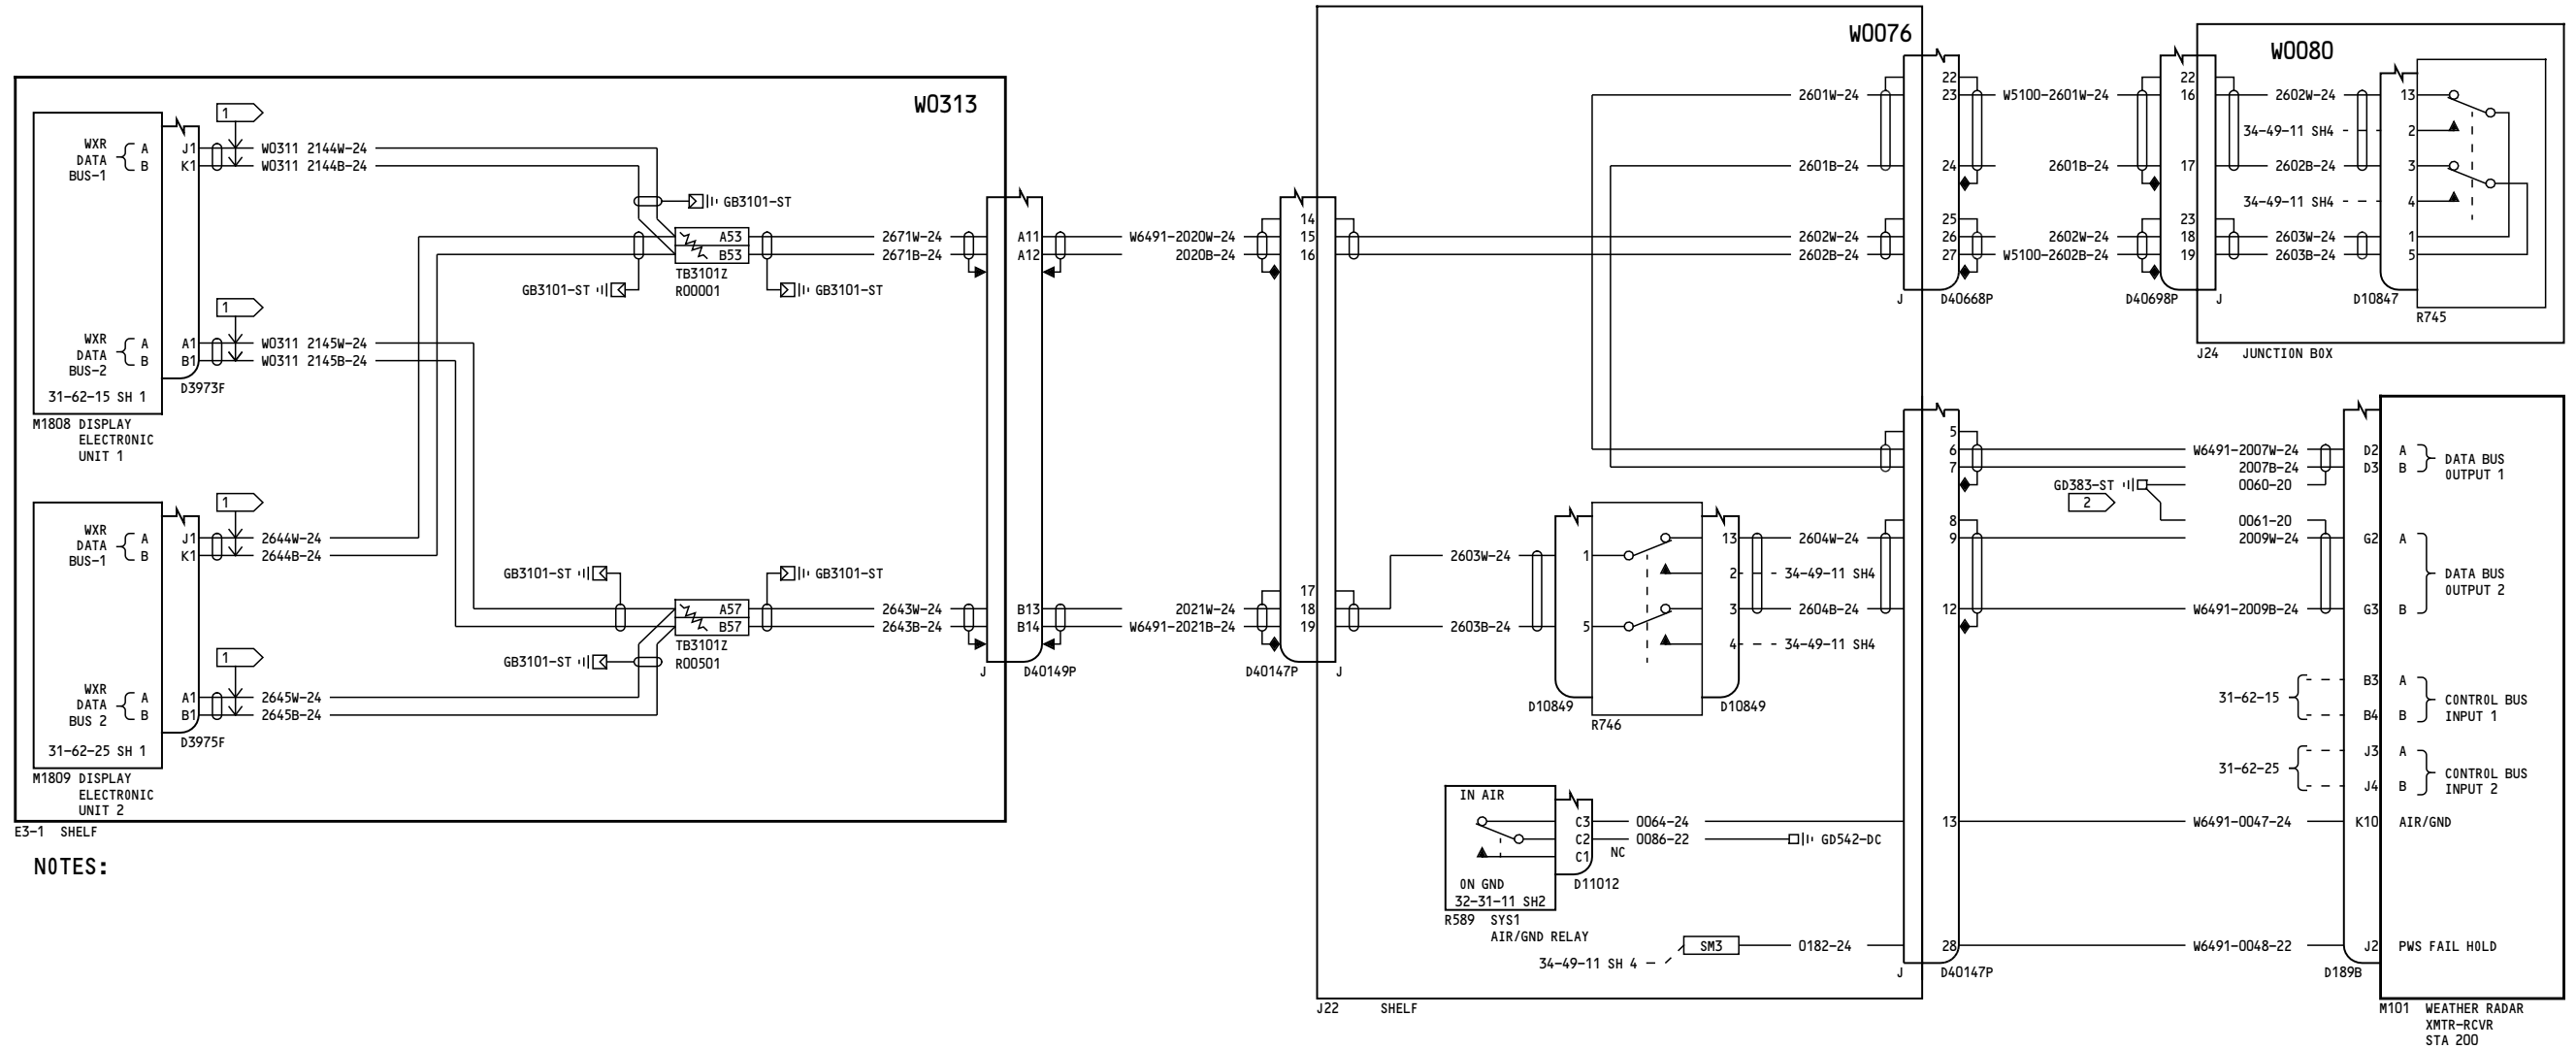 W0313
1
WXR
DATA
BUS-1
A
B
J1
K1
W0311 2144W-24
W0311 2144B-24
GB3101-ST
A53
B53
TB3101Z
R00001
GB3101-ST
GB3101-ST
2671W-24
2671B-24
A11
A12
1
WXR
DATA
BUS-2
A
B
A1
B1
W0311 2145W-24
W0311 2145B-24
31-62-15 SH 1
D3973F
M1808 DISPLAY
ELECTRONIC
UNIT 1
1
WXR
DATA
BUS-1
A
B
J1
K1
2644W-24
2644B-24
GB3101-ST
GB3101-ST
A57
B57
TB3101Z
R00501
GB3101-ST
2643W-24
2643B-24
B13
B14
J
D40149P
1
WXR
DATA
BUS 2
A
B
A1
B1
2645W-24
2645B-24
31-62-25 SH 1
D3975F
M1809 DISPLAY
ELECTRONIC
UNIT 2
E3-1 SHELF
NOTES:
W6491-2020W-24
2020B-24
2021W-24
W6491-2021B-24
14
15
16
17
18
19
D40147P
J
W0076
2601W-24
2601B-24
2602W-24
2602B-24
22
23
24
25
26
27
J
D40668P
W5100-2601W-24
2601B-24
2602W-24
W5100-2602B-24
22
16
17
23
18
19
D40698P
J
W0080
2602W-24
34-49-11 SH4
2602B-24
34-49-11 SH4
2603W-24
2603B-24
13
2
3
4
1
5
D10847
R745
J24 JUNCTION BOX
2603W-24
2603B-24
1
5
13
2
3
4
2604W-24
34-49-11 SH4
2604B-24
34-49-11 SH4
D10849
R746
D10849
IN AIR
C3
C2
C1
0064-24
0086-22
NC
GD542-DC
ON GND
32-31-11 SH2
D11012
R589 SYS1
AIR/GND RELAY
34-49-11 SH 4
SM3
0182-24
5
6
7
8
9
12
13
28
J
D40147P
J22 SHELF
W6491-2007W-24
2007B-24
GD383-ST
0060-20
2
0061-20
2009W-24
W6491-2009B-24
31-62-15
31-62-25
W6491-0047-24
W6491-0048-22
D2
D3
G2
G3
B3
B4
J3
J4
K10
J2
D189B
A
B
DATA BUS
OUTPUT 1
A
B
DATA BUS
OUTPUT 2
A
B
CONTROL BUS
INPUT 1
A
B
CONTROL BUS
INPUT 2
AIR/GND
PWS FAIL HOLD
M101 WEATHER RADAR
XMTR-RCVR
STA 200